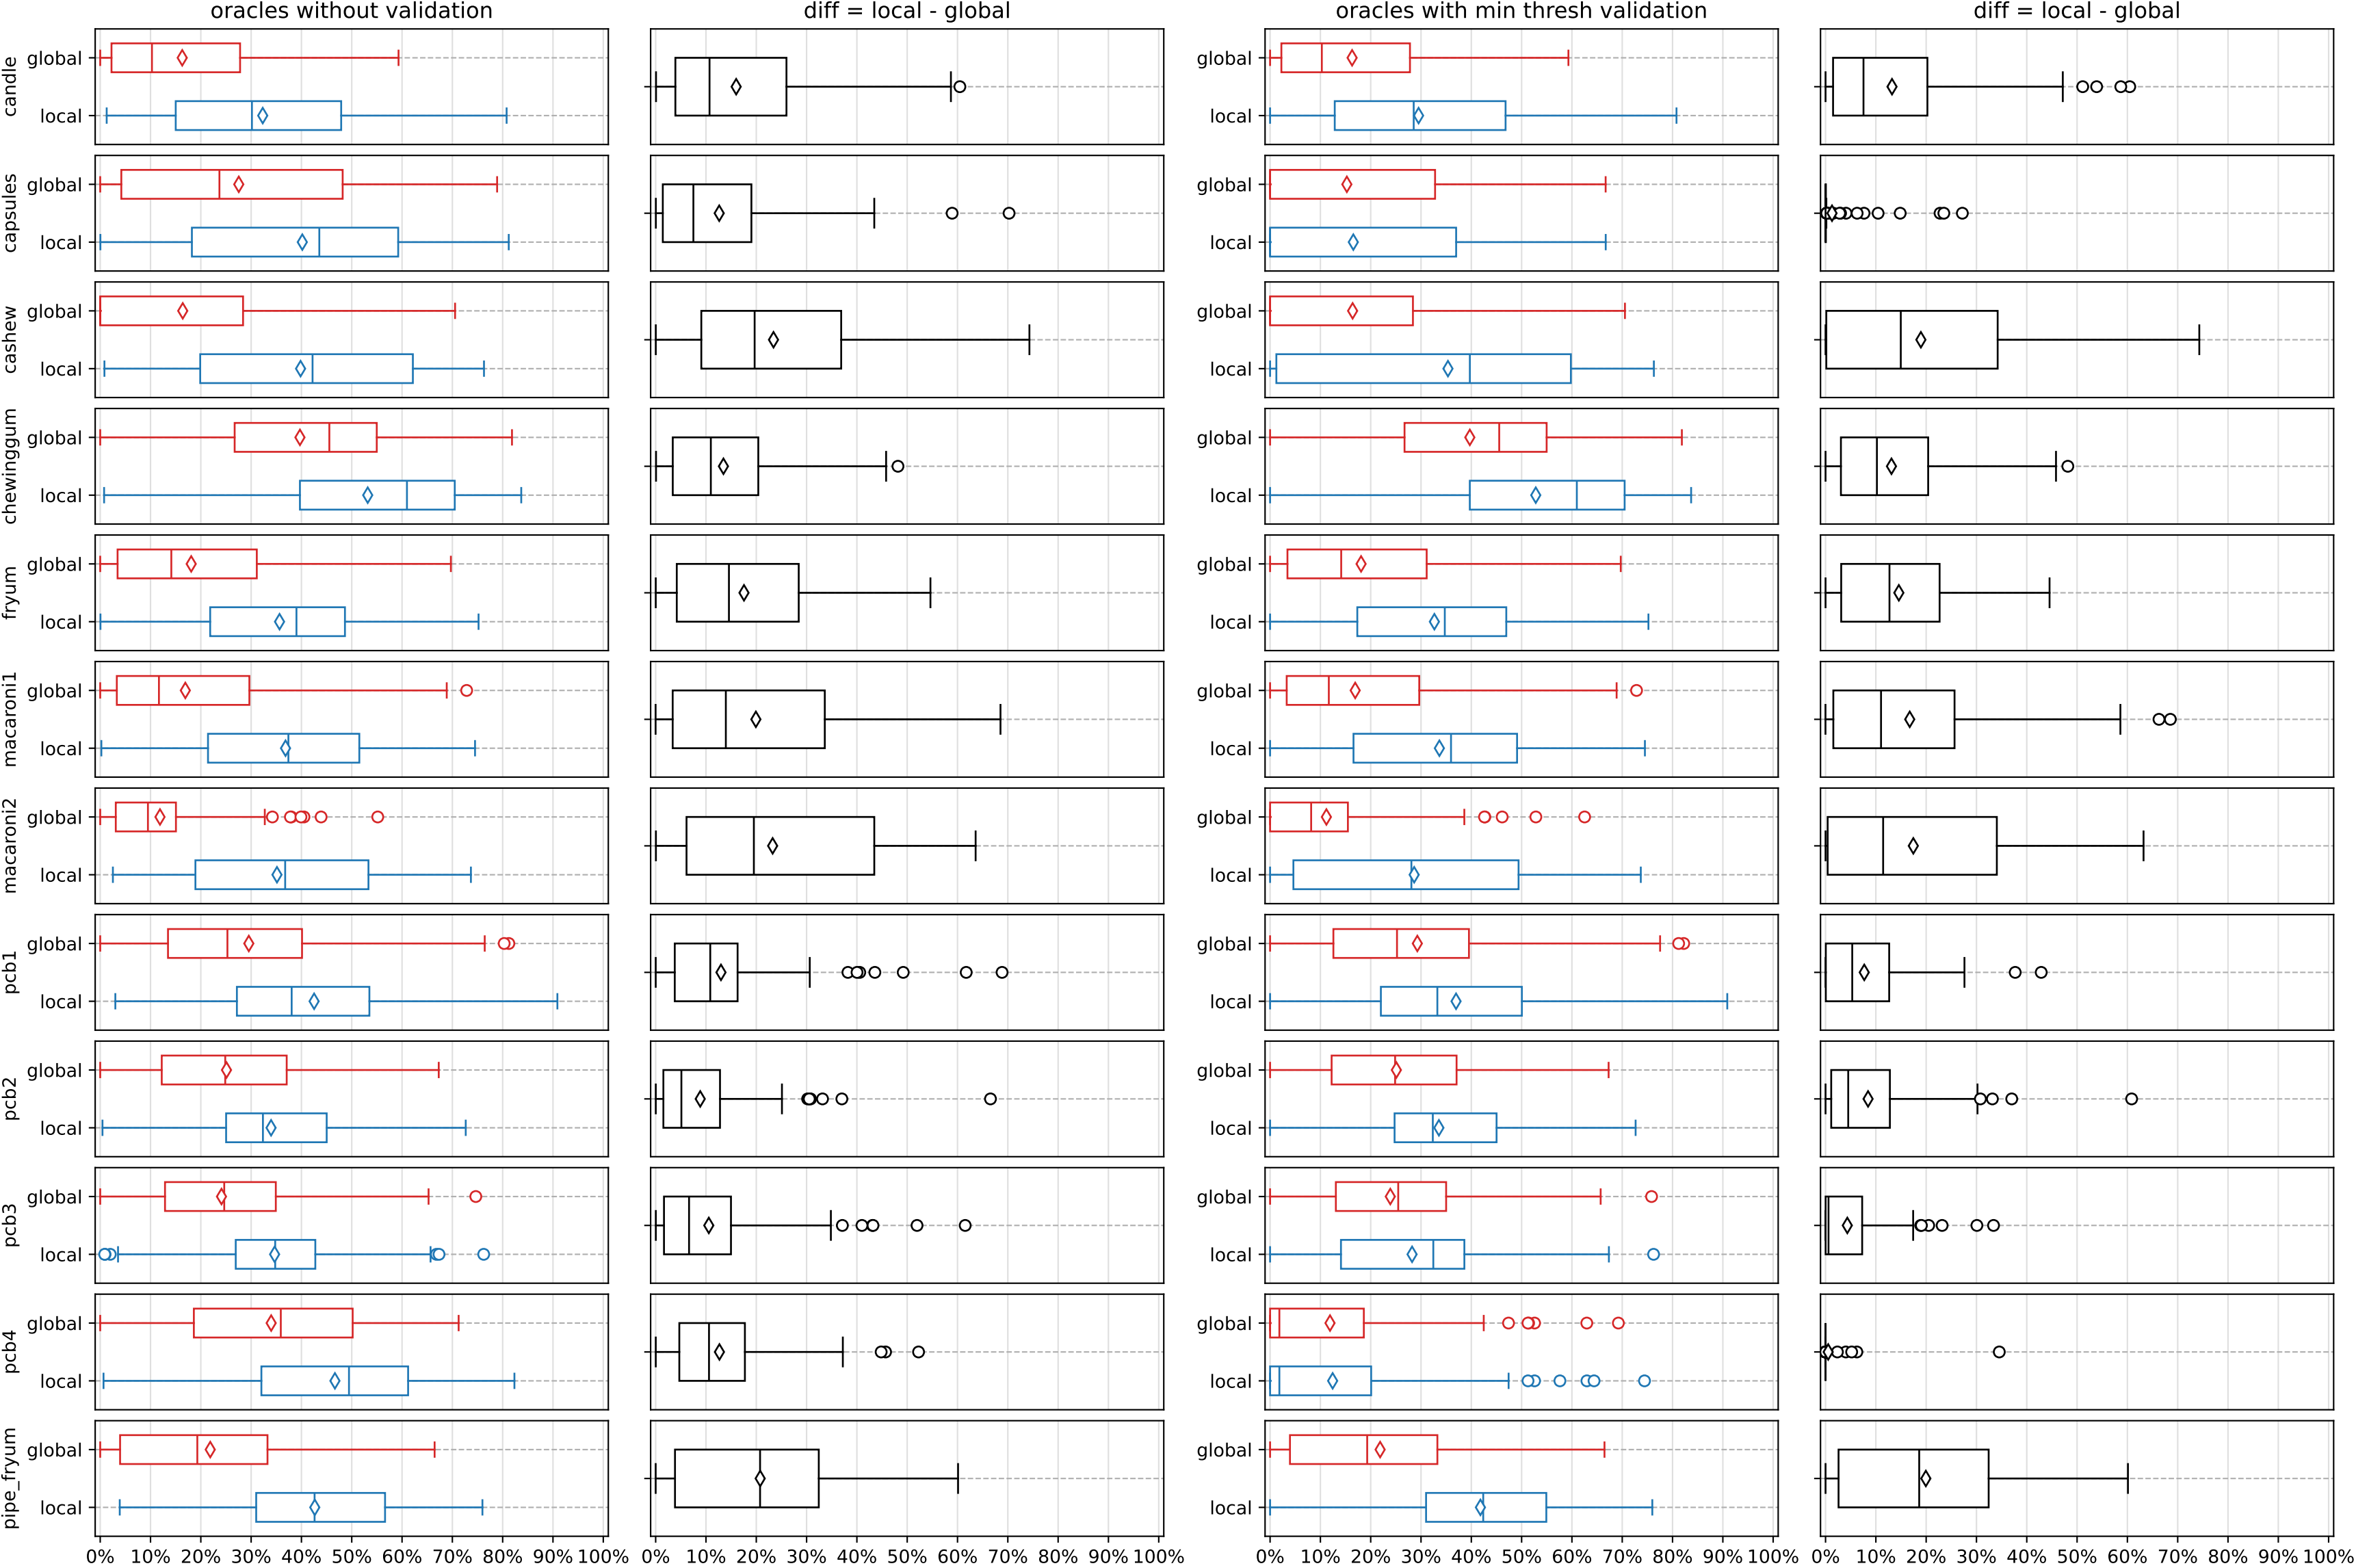 oracles without validation diff = local - global oracles with min thresh validation diff = local - global
candle global local global local
capsules global local global local
cashew global local global local
chewinggum global local global local
fryum global local global local
macaroni1 global local global local
macaroni2 global local global local
pcb1 global local global local
pcb2 global local global local
pcb3 global local global local
pcb4 global local global local
pipe_fryum global local global local
0% 10% 20% 30% 40% 50% 60% 70% 80% 90% 100% 0% 10% 20% 30% 40% 50% 60% 70% 80% 90% 100% 0% 10% 20% 30% 40% 50% 60% 70% 80% 90% 100% 0% 10% 20% 30% 40% 50% 60% 70% 80% 90% 100%